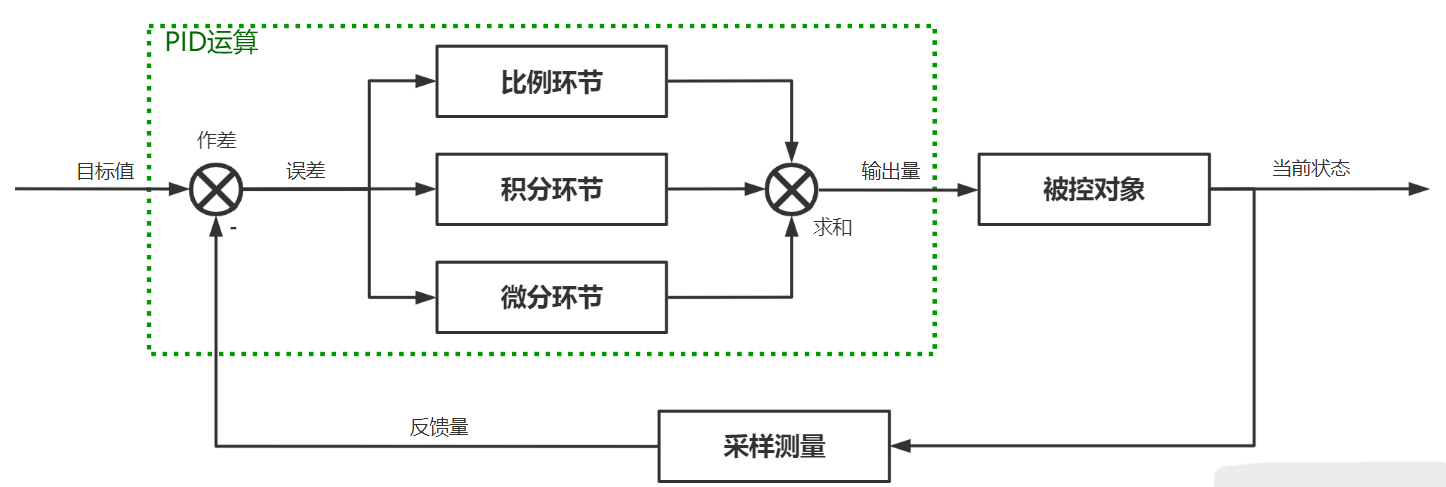 PID运算
比例环节
作差
目标值
误差
积分环节
输出量
被控对象
当前状态
-
求和
微分环节
反馈量
采样测量